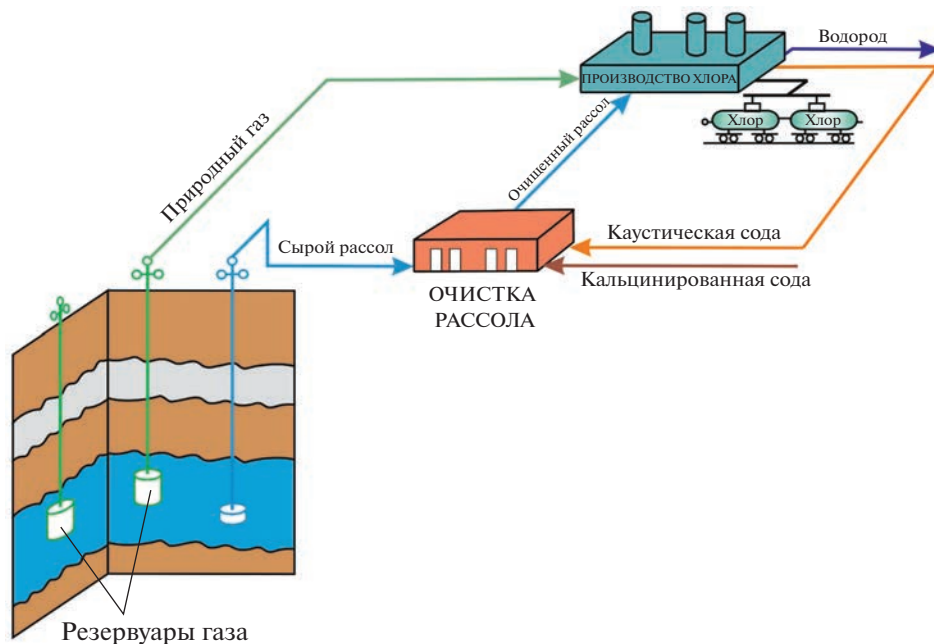 Водород
ПРОИЗВОДСТВО ХЛОРА
Хлор
Хлор
Очищенный рассол
Природный газ
Сырой рассол
Каустическая сода
Кальцинированная сода
ОЧИСТКА
РАССОЛА
Резервуары газа